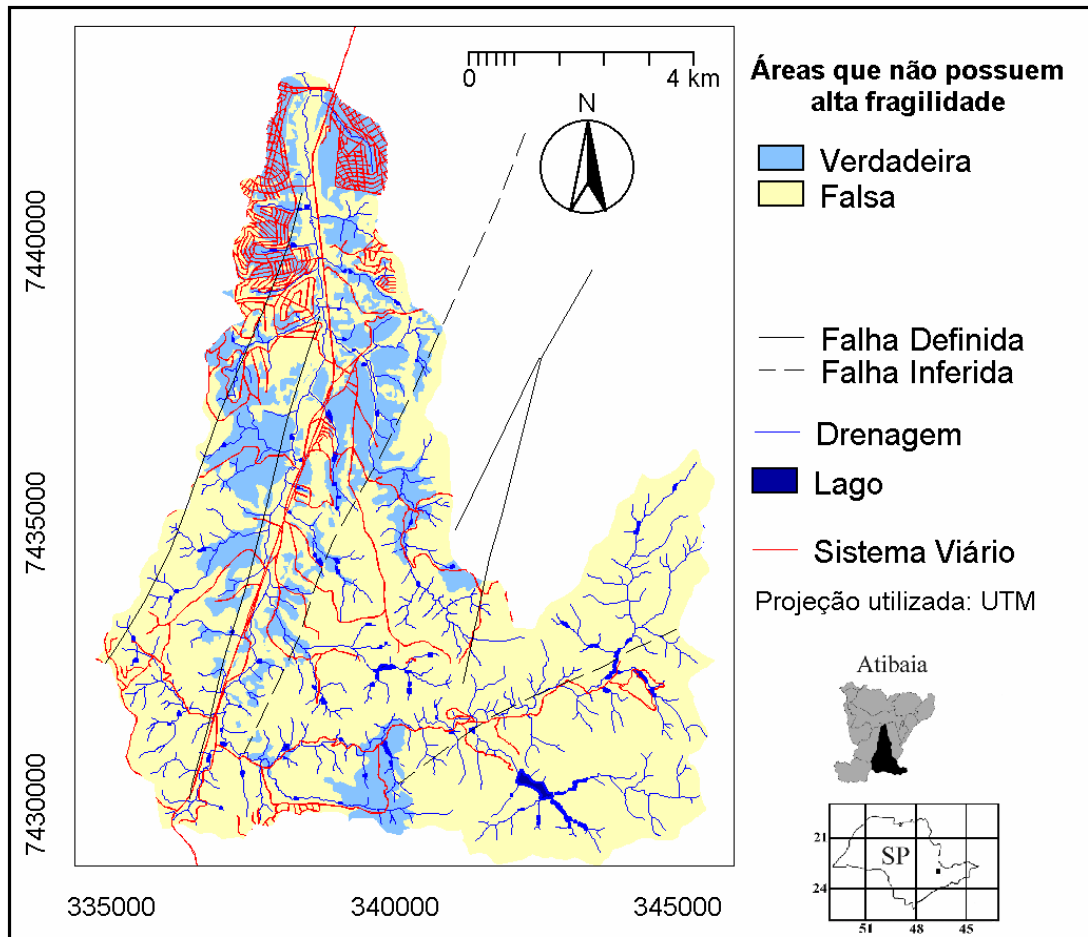 0
4 km
N
Áreas que não possuem
alta fragilidade
Verdadeira
Falsa
Falha Definida
Falha Inferida
Drenagem
Lago
Sistema Viário
Projeção utilizada: UTM
Atibaia
21
SP
24
51
48
45
7440000
7435000
7430000
335000
340000
345000